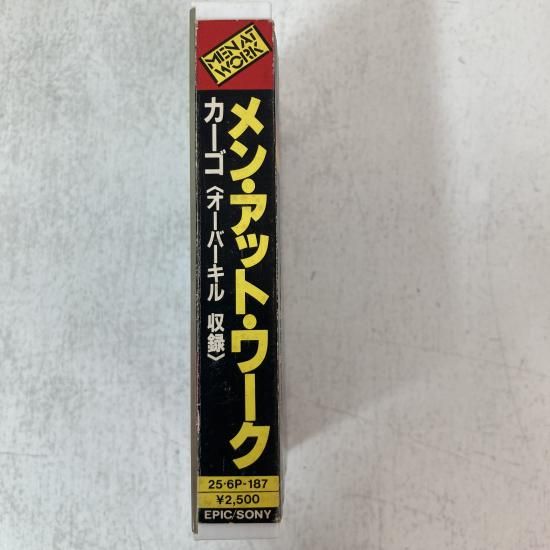 MEN AT
WORK
メン・アット・ワーク
カーゴ〈オーバーキル 収録〉
25・6P-187
¥2,500
EPIC/SONY